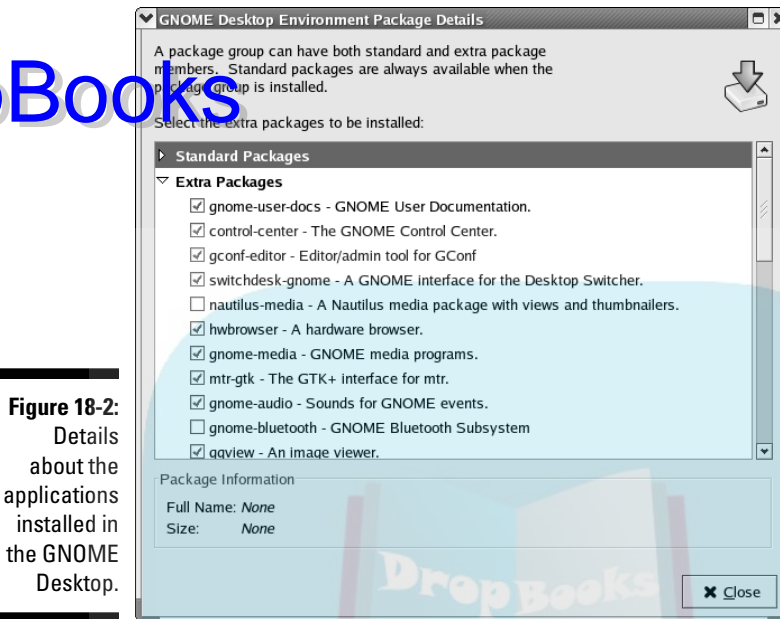 GNOME Desktop Environment Package Details
A package group can have both standard and extra package
members. Standard packages are always available when the
package group is installed.
pBooks
Select the extra packages to be installed:
Standard Packages
Extra Packages
gnome-user-docs - GNOME User Documentation.
control-center - The GNOME Control Center.
gconf-editor - Editor/admin tool for GConf
switchdesk-gnome - A GNOME interface for the Desktop Switcher.
nautilus-media - A Nautilus media package with views and thumbnailers.
hwbrowser - A hardware browser.
gnome-media - GNOME media programs.
mtr-gtk - The GTK+ interface for mtr.
gnome-audio - Sounds for GNOME events.
gnome-bluetooth - GNOME Bluetooth Subsystem
gqview - An image viewer.
Package Information
Full Name: None
Size: None
DropBooks
Close
Figure 18-2:
Details
about the
applications
installed in
the GNOME
Desktop.